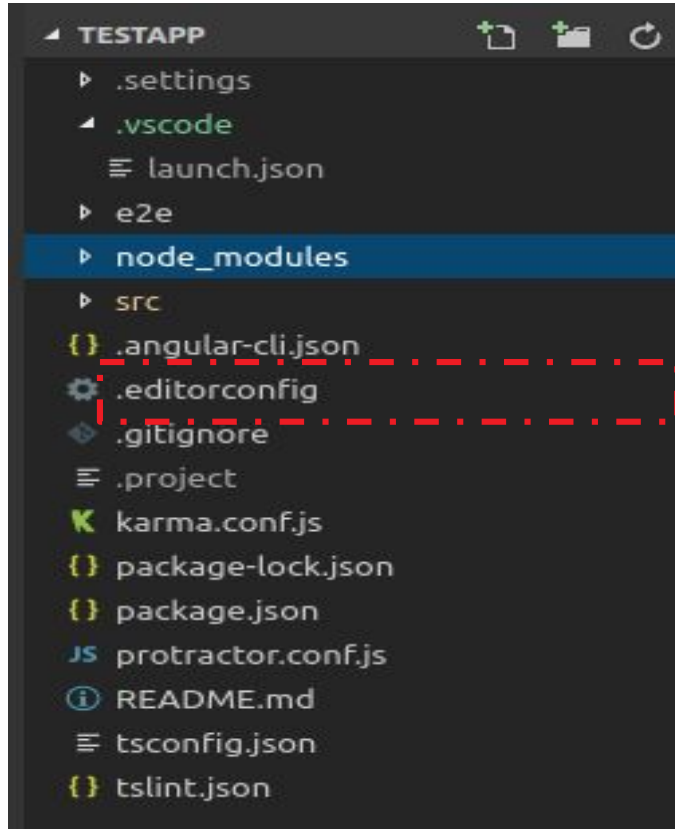 TESTAPP
.settings
.vscode
launch.json
e2e
node_modules
src
{} .angular-cli.json
.editorconfig
.gitignore
.project
karma.conf.js
{} package-lock.json
{} package.json
JS protractor.conf.js
README.md
tsconfig.json
{} tslint.json